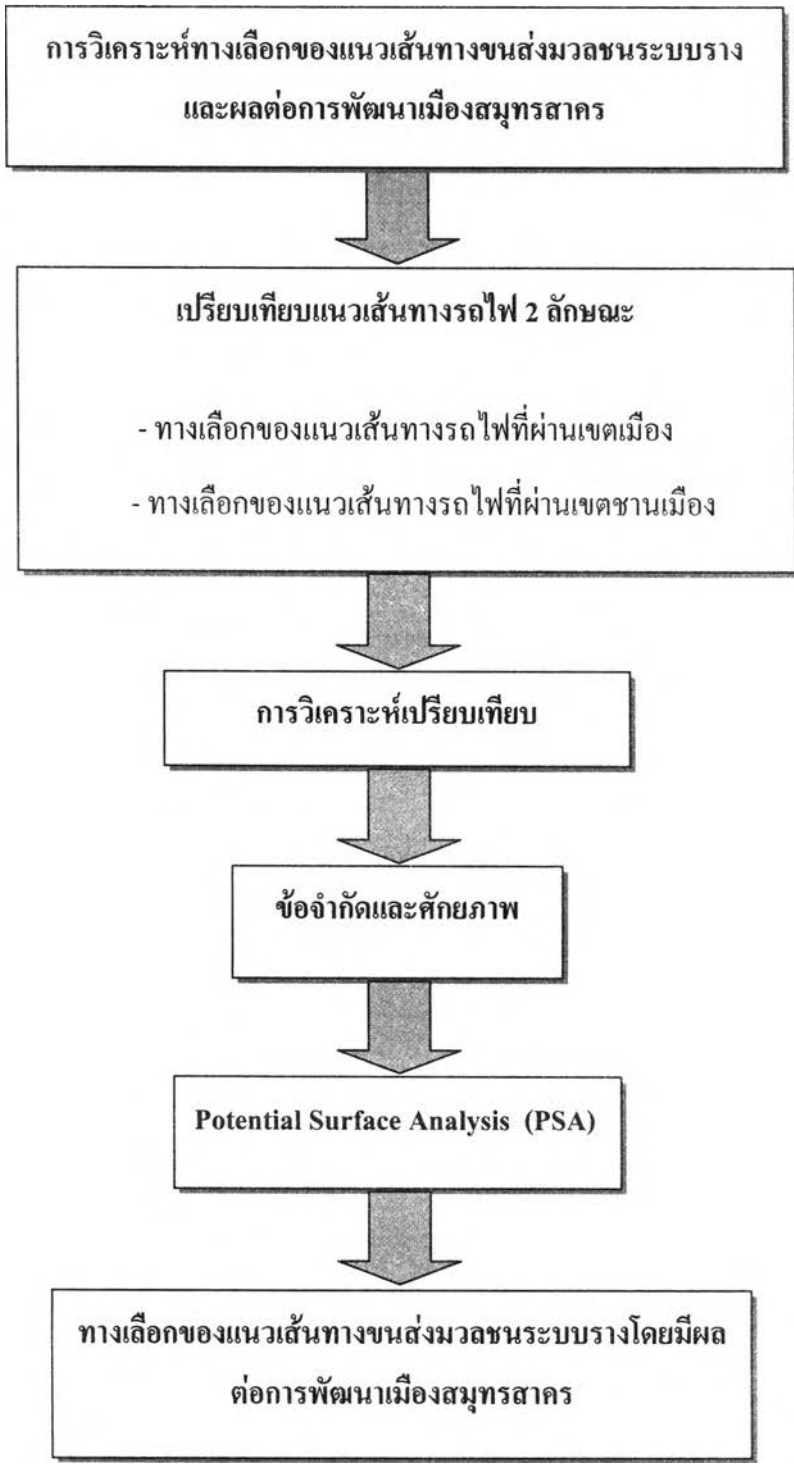 การวิเคราะห์ทางเลือกของแนวเส้นทางขนส่งมวลชนระบบราง
และผลต่อการพัฒนาเมืองสมุทรสาคร
เปรียบเทียบแนวเส้นทางรถไฟ 2 ลักษณะ
- ทางเลือกของแนวเส้นทางรถไฟที่ผ่านเขตเมือง
- ทางเลือกของแนวเส้นทางรถไฟที่ผ่านเขตชานเมือง
การวิเคราะห์เปรียบเทียบ
ข้อจำกัดและศักยภาพ
Potential Surface Analysis (PSA)
ทางเลือกของแนวเส้นทางขนส่งมวลชนระบบรางโดยมีผล
ต่อการพัฒนาเมืองสมุทรสาคร